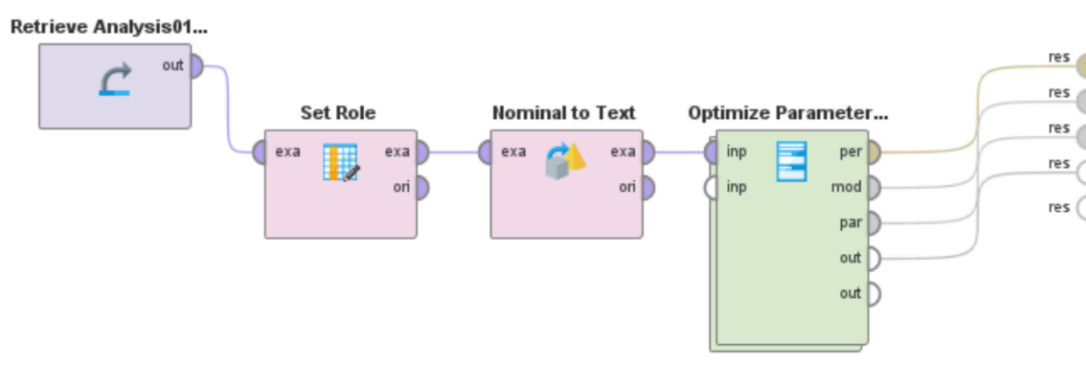 Retrieve Analysis01...
out
Set Role
exa exa
ori
Nominal to Text
exa exa
ori
Optimize Parameter...
inp per
inp mod
par
out
out
res
res
res
res
res